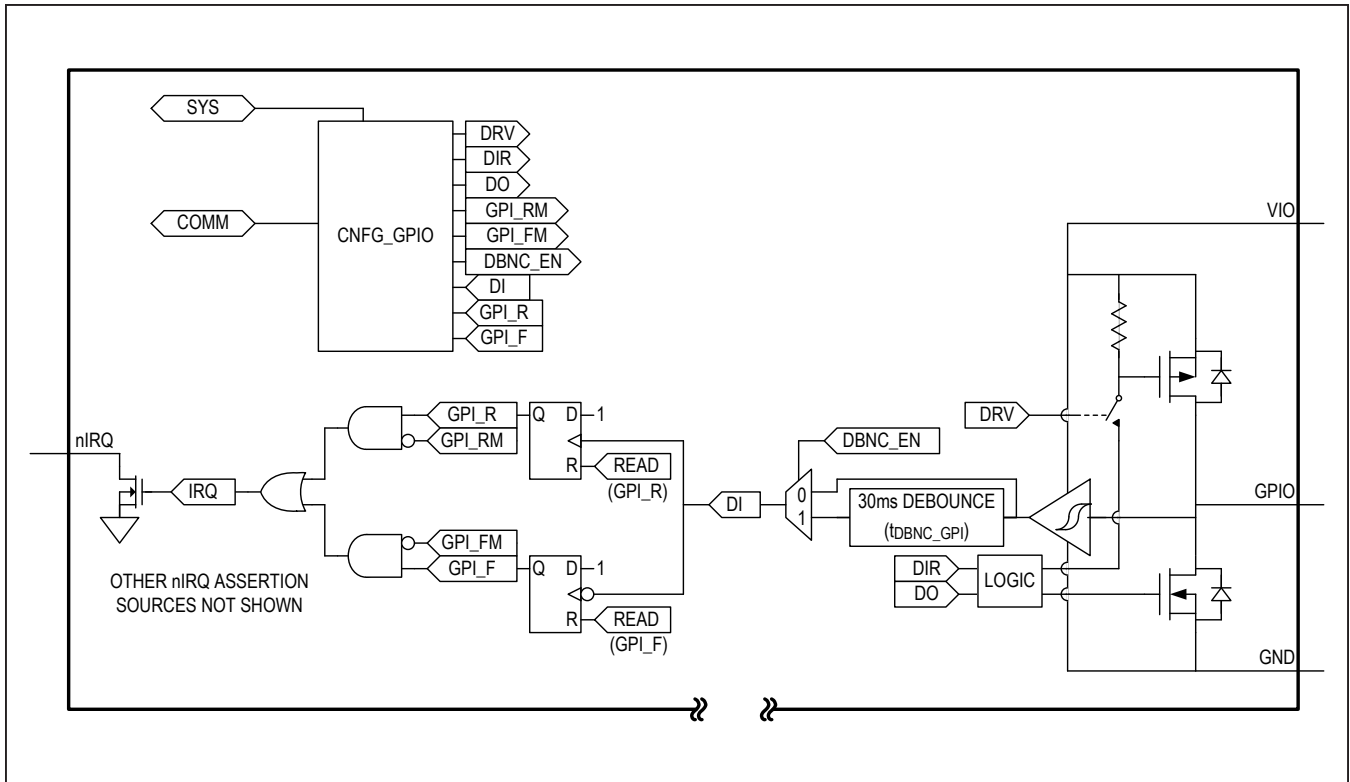 SYS
DRV
DIR
DO
COMM
GPI_RM
GPI_FM
CNFG_GPIO
DBNC_EN
DI
GPI_R
GPI_F
VIO
nIRQ
GPI_R
GPI_RM
Q D 1
R READ
(GPI_R)
IRQ
GPI_FM
GPI_F
Q D 1
R READ
(GPI_F)
OTHER nIRQ ASSERTION
SOURCES NOT SHOWN
DI
DBNC_EN
0
1
30ms DEBOUNCE
(tDBNC_GPI)
DRV
GPIO
DIR
DO
LOGIC
GND